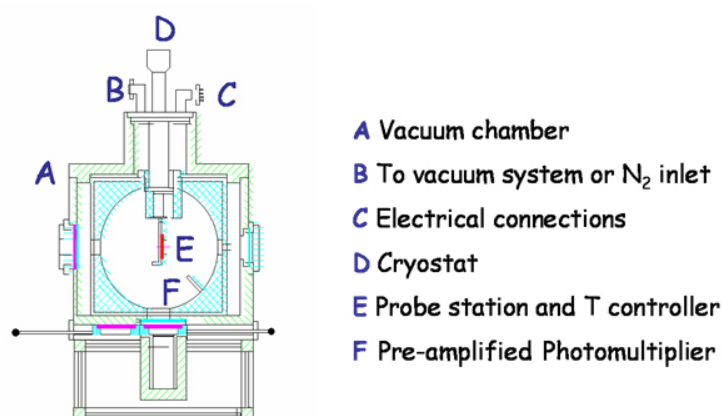 D
B
C
A
E
F
A Vacuum chamber
B To vacuum system or N₂ inlet
C Electrical connections
D Cryostat
E Probe station and T controller
F Pre-amplified Photomultiplier